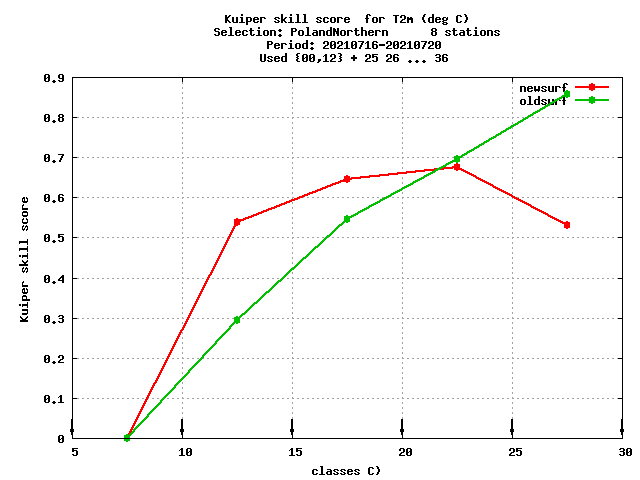 Kuiper skill score  for T2m (deg C)
Selection: PolandNorthern      8 stations
Period: 20210716-20210720
Used {00,12} + 25 26 ... 36
newsurf
oldsurf
0.9
0.8
0.7
0.6
0.5
0.4
0.3
0.2
0.1
0
Kuiper skill score
5 10 15 20 25 30
classes C)